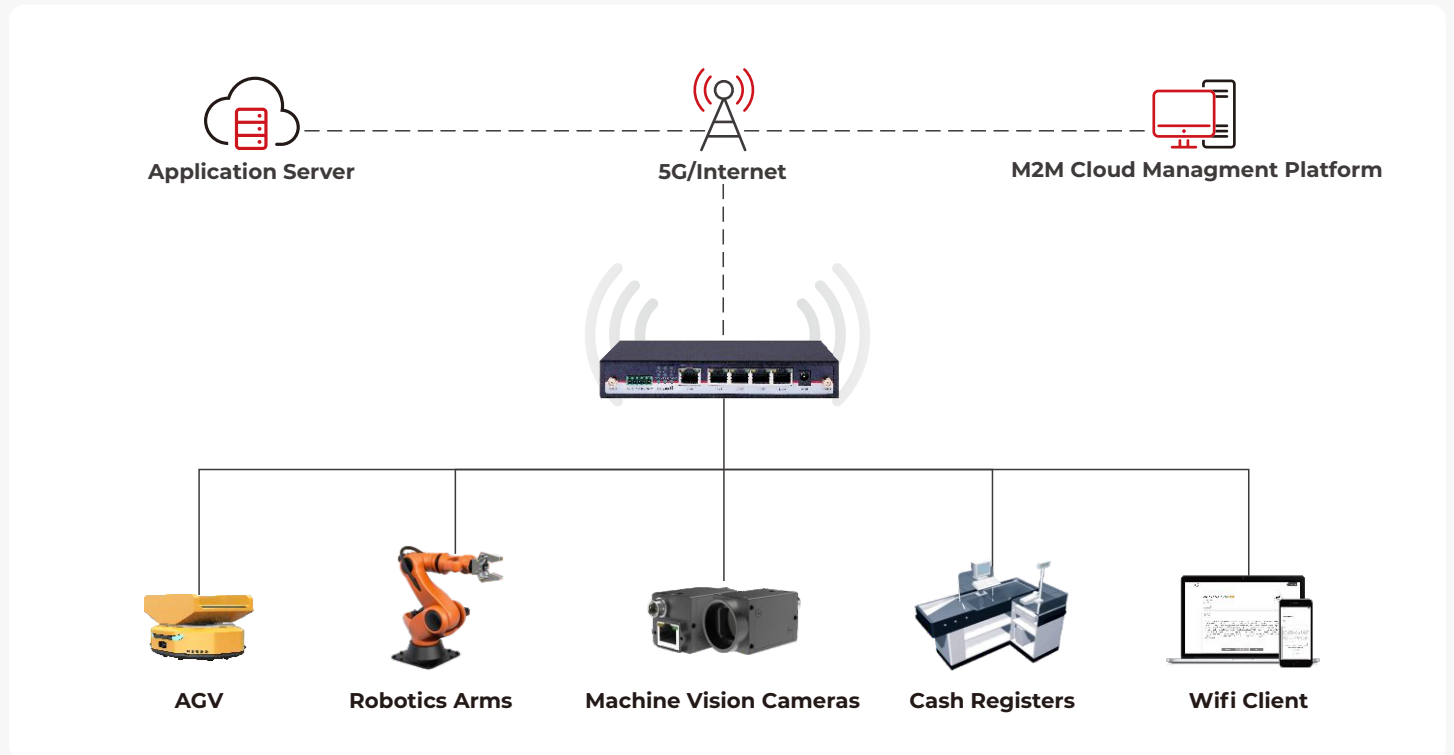 Application Server
5G/Internet
M2M Cloud Managment Platform
AGV
Robotics Arms
Machine Vision Cameras
Cash Registers
Wifi Client